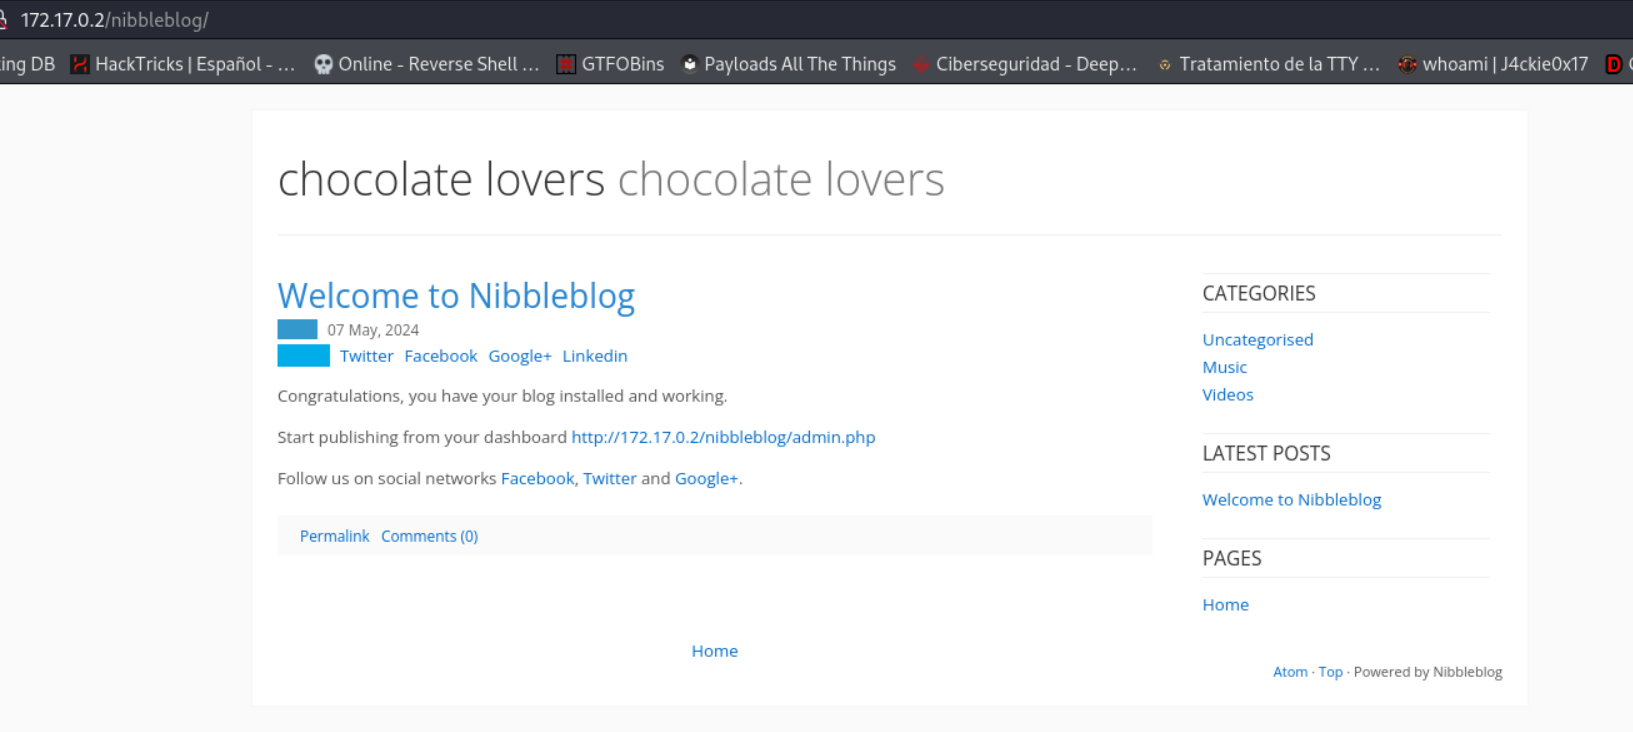 172.17.0.2/nibbleblog/
ing DB HackTricks | Español - ... Online - Reverse Shell ... GTFOBins Payloads All The Things Ciberseguridad - Deep... Tratamiento de la TTY ... whoami | J4ckie0x17
chocolate lovers chocolate lovers
Welcome to Nibbleblog
07 May, 2024
Twitter Facebook Google+ Linkedin
Congratulations, you have your blog installed and working.
Start publishing from your dashboard http://172.17.0.2/nibbleblog/admin.php
Follow us on social networks Facebook, Twitter and Google+.
Permalink Comments (0)
Home
CATEGORIES
Uncategorised
Music
Videos
LATEST POSTS
Welcome to Nibbleblog
PAGES
Home
Atom · Top · Powered by Nibbleblog